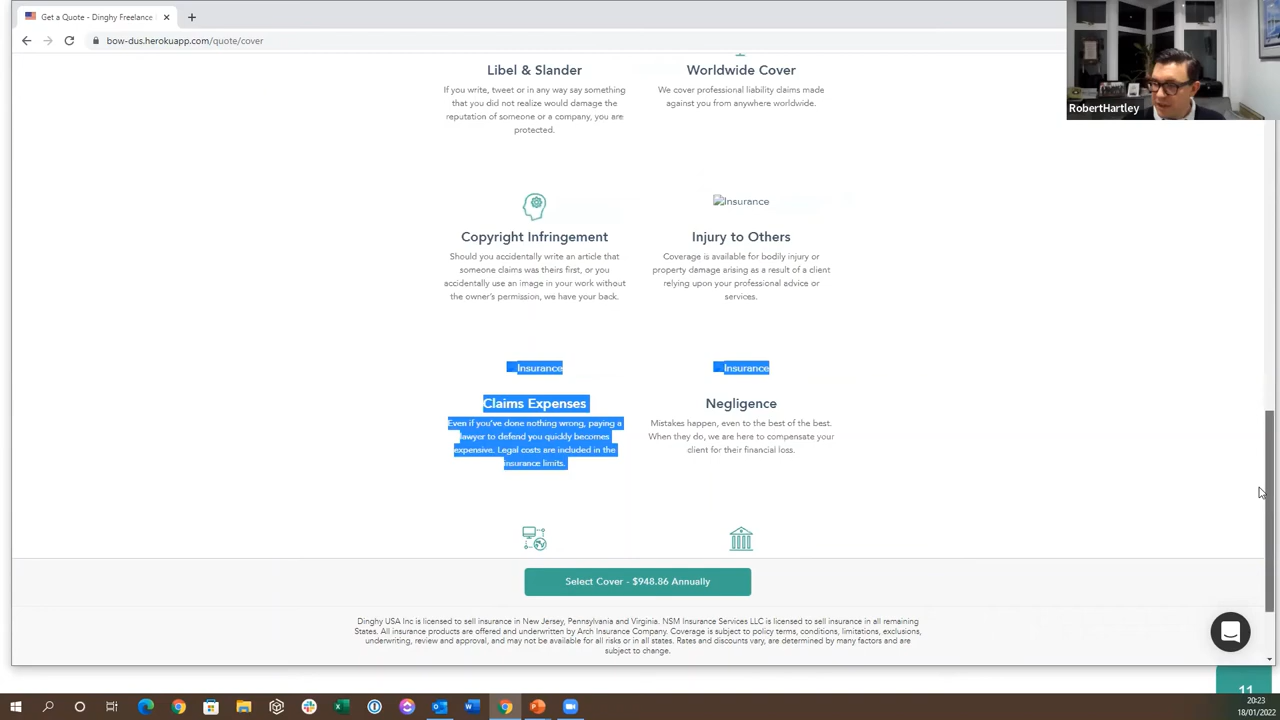 Get a Quote - Dinghy Freelance
bow-dus.herokuapp.com/quote/cover
RobertHartley
Libel & Slander
If you write, tweet or in any way say something
that you did not realize would damage the
reputation of someone or a company, you are
protected.
Worldwide Cover
We cover professional liability claims made
against you from anywhere worldwide.
Copyright Infringement
Should you accidentally write an article that
someone claims was theirs first, or you
accidentally use an image in your work without
the owner's permission, we have your back.
Insurance
Injury to Others
Coverage is available for bodily injury or
property damage arising as a result of a client
relying upon your professional advice or
services.
Insurance
Claims Expenses
Even if you've done nothing wrong, paying a
lawyer to defend you quickly becomes
expensive. Legal costs are included in the
insurance limits.
Insurance
Negligence
Mistakes happen, even to the best of the best.
When they do, we are here to compensate your
client for their financial loss.
Select Cover - $948.86 Annually
Dinghy USA Inc is licensed to sell insurance in New Jersey, Pennsylvania and Virginia. NSM Insurance Services LLC is licensed to sell insurance in all remaining
States. All insurance products are offered and underwritten by Arch Insurance Company. Coverage is subject to policy terms, conditions, limitations, exclusions,
underwriting, review and approval, and may not be available for all risks or in all states. Rates and discounts vary, are determined by many factors and are
subject to change.
11
20:23
18/01/2022